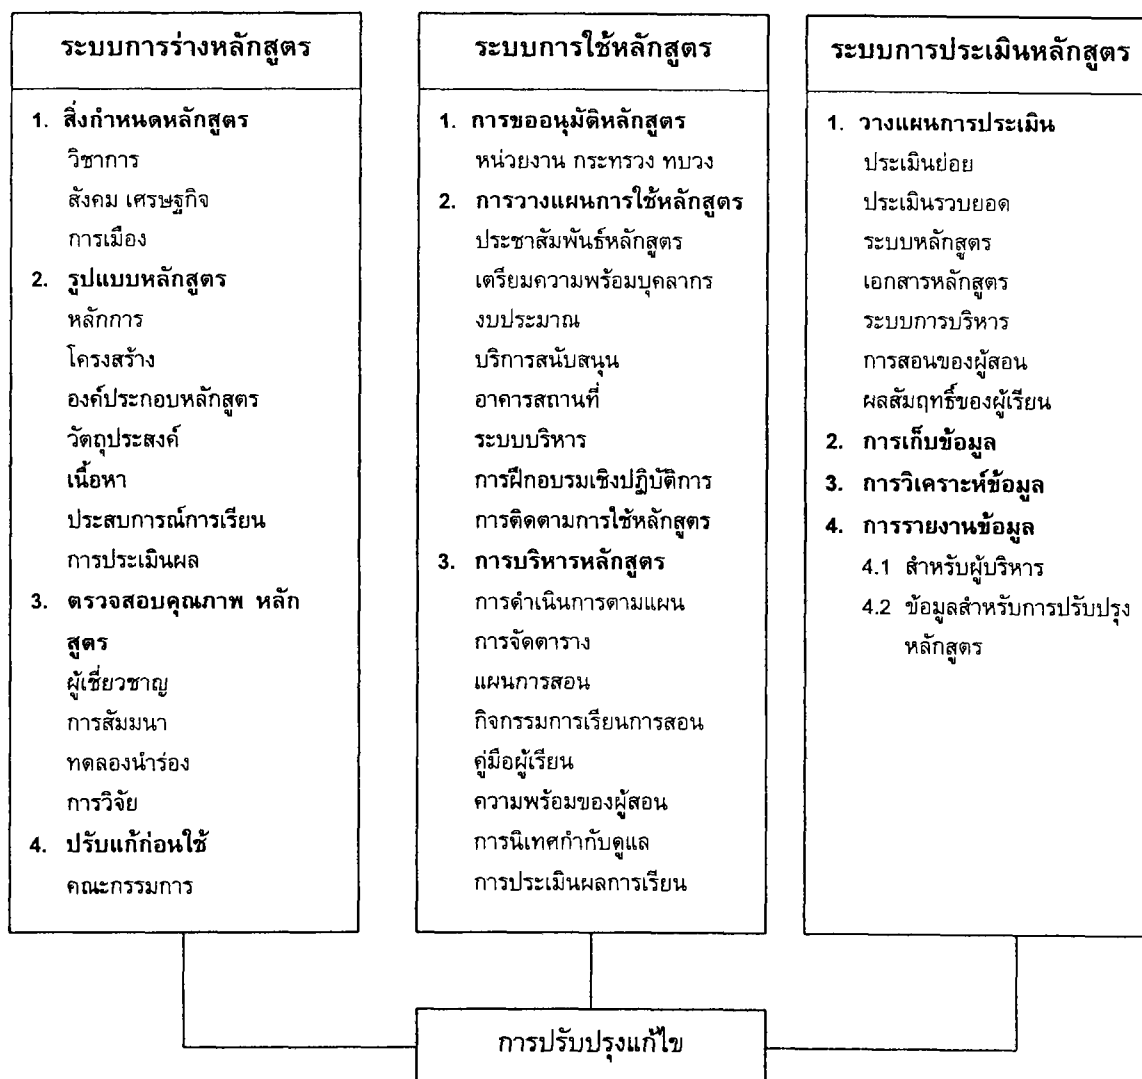 ระบบการร่างหลักสูตร
1. สิ่งกำหนดหลักสูตร
วิชาการ
สังคม เศรษฐกิจ
การเมือง
2. รูปแบบหลักสูตร
หลักการ
โครงสร้าง
องค์ประกอบหลักสูตร
วัตถุประสงค์
เนื้อหา
ประสบการณ์การเรียน
การประเมินผล
3. ตรวจสอบคุณภาพ หลัก
สูตร
ผู้เชี่ยวชาญ
การสัมมนา
ทดลองนำร่อง
การวิจัย
4. ปรับแก้ก่อนใช้
คณะกรรมการ
ระบบการใช้หลักสูตร
1. การขออนุมัติหลักสูตร
หน่วยงาน กระทรวง ทบวง
2. การวางแผนการใช้หลักสูตร
ประชาสัมพันธ์หลักสูตร
เตรียมความพร้อมบุคลากร
งบประมาณ
บริการสนับสนุน
อาคารสถานที่
ระบบบริหาร
การฝึกอบรมเชิงปฏิบัติการ
การติดตามการใช้หลักสูตร
3. การบริหารหลักสูตร
การดำเนินการตามแผน
การจัดตาราง
แผนการสอน
กิจกรรมการเรียนการสอน
คู่มือผู้เรียน
ความพร้อมของผู้สอน
การนิเทศกำกับดูแล
การประเมินผลการเรียน
ระบบการประเมินหลักสูตร
1. วางแผนการประเมิน
ประเมินย่อย
ประเมินรวบยอด
ระบบหลักสูตร
เอกสารหลักสูตร
ระบบการบริหาร
การสอนของผู้สอน
ผลสัมฤทธิ์ของผู้เรียน
2. การเก็บข้อมูล
3. การวิเคราะห์ข้อมูล
4. การรายงานข้อมูล
4.1 สำหรับผู้บริหาร
4.2 ข้อมูลสำหรับการปรับปรุง
หลักสูตร
การปรับปรุงแก้ไข